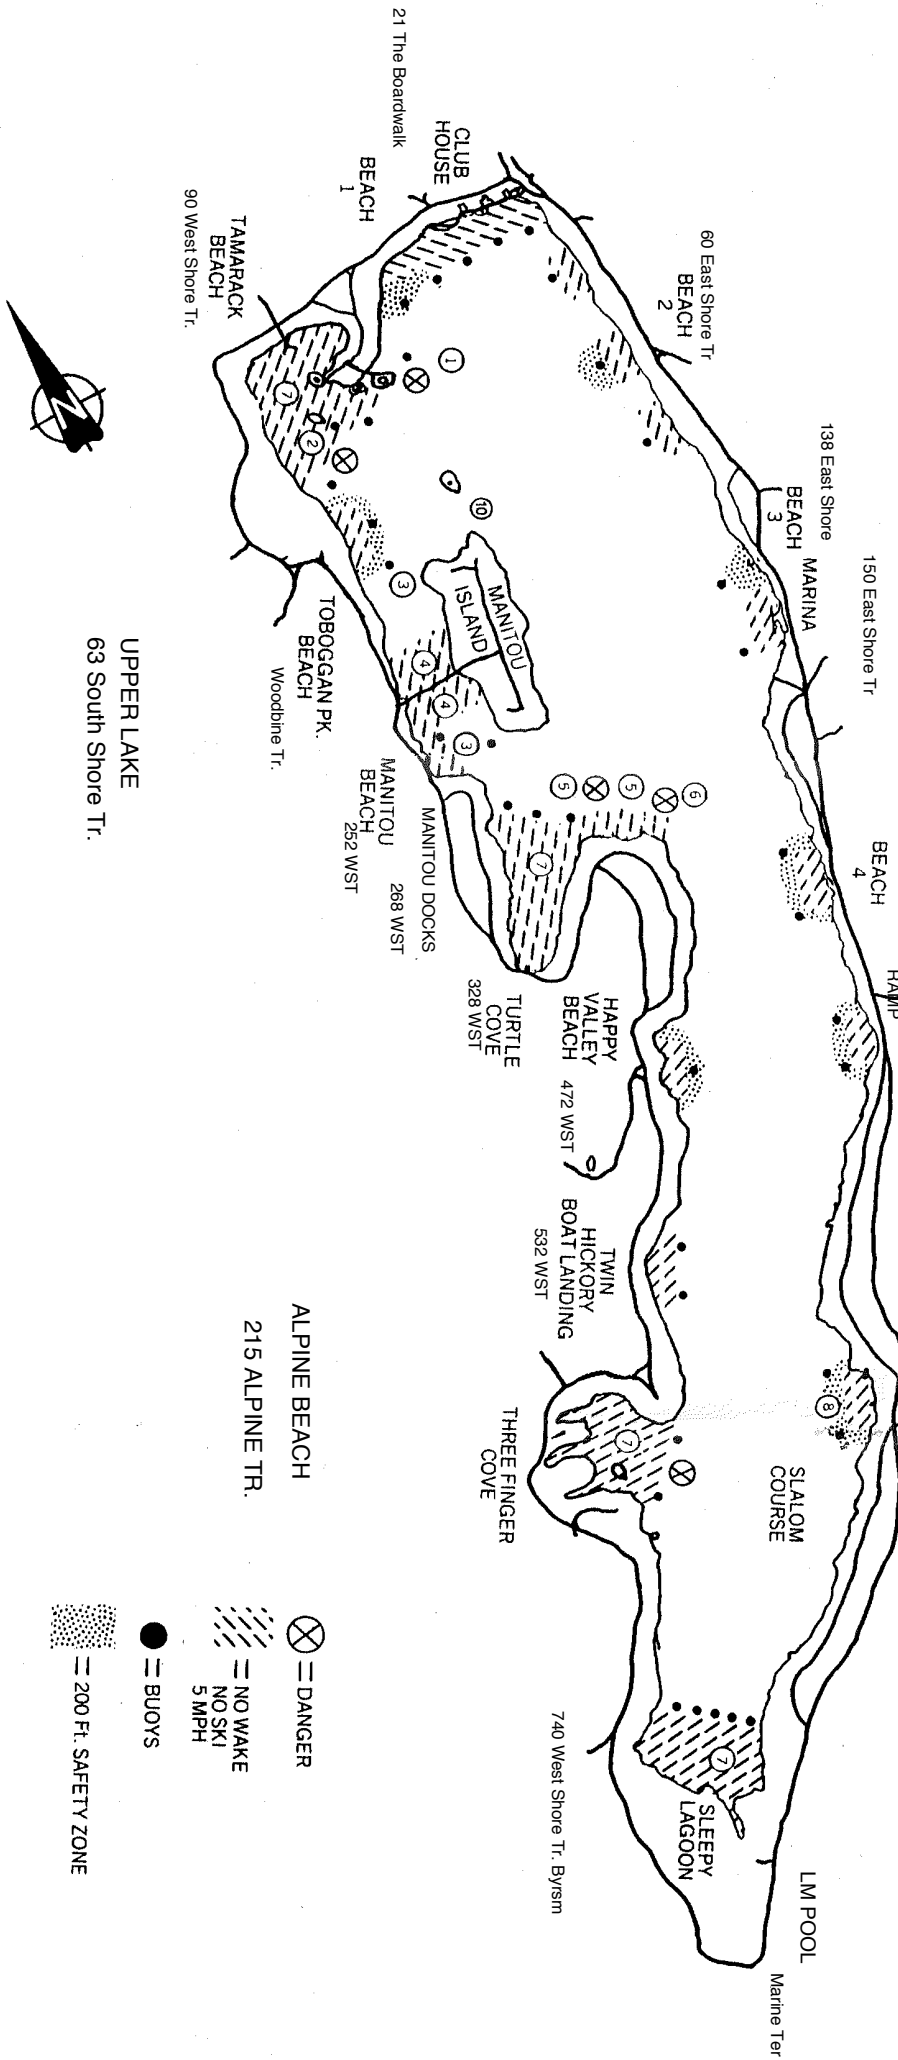 21 The Boardwalk
CLUB
HOUSE
BEACH
1
TAMARACK
BEACH
90 West Shore Tr.
60 East Shore Tr
BEACH
2
138 East Shore
BEACH
3
MARINA
150 East Shore Tr
BEACH
4
RAMP
N
1
7
2
10
3
MANITOU
ISLAND
4
4
3
TOBOGGAN PK.
BEACH
Woodbine Tr.
UPPER LAKE
63 South Shore Tr.
MANITOU
BEACH
252 WST
MANITOU DOCKS
268 WST
5
5
6
7
TURTLE
COVE
328 WST
HAPPY
VALLEY
BEACH
472 WST
TWIN
HICKORY
BOAT LANDING
532 WST
ALPINE BEACH
215 ALPINE TR.
7
THREE FINGER
COVE
8
SLALOM
COURSE
7
SLEEPY
LAGOON
740 West Shore Tr. Byrsm
LM POOL
Marine Ter
= DANGER
= NO WAKE
NO SKI
5 MPH
= BUOYS
= 200 Ft. SAFETY ZONE